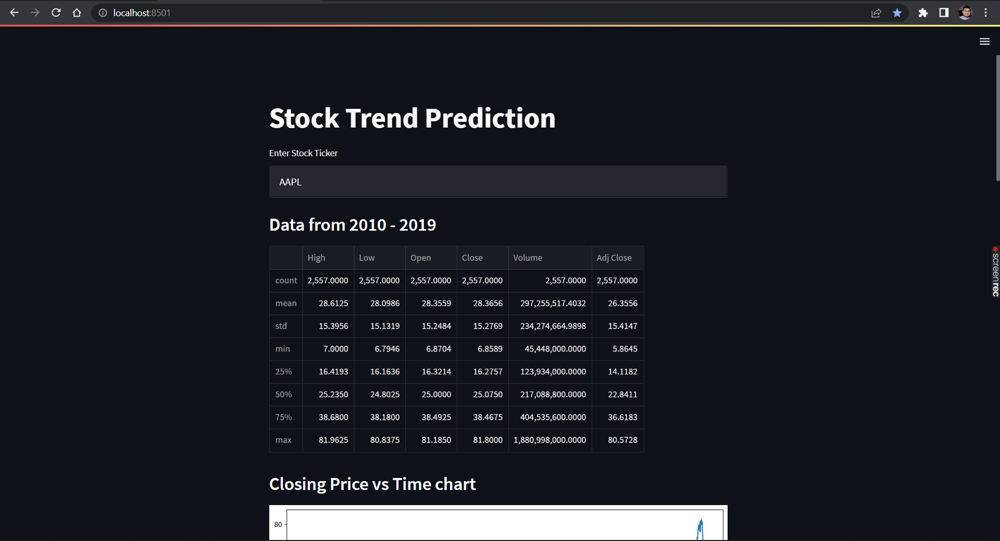 localhost:8501
Stock Trend Prediction
Enter Stock Ticker
AAPL
Data from 2010 - 2019
High Low Open Close Volume Adj Close
count 2,557.0000 2,557.0000 2,557.0000 2,557.0000 2,557.0000 2,557.0000
mean 28.6125 28.0986 28.3559 28.3656 297,255,517.4032 26.3556
std 15.3956 15.1319 15.2484 15.2769 234,274,664.9898 15.4147
min 7.0000 6.7946 6.8704 6.8589 45,448,000.0000 5.8645
25% 16.4193 16.1636 16.3214 16.2757 123,934,000.0000 14.1182
50% 25.2350 24.8025 25.0000 25.0750 217,088,800.0000 22.8411
75% 38.6800 38.1800 38.4925 38.4675 404,535,600.0000 36.6183
max 81.9625 80.8375 81.1850 81.8000 1,880,998,000.0000 80.5728
Closing Price vs Time chart
80
screenrec